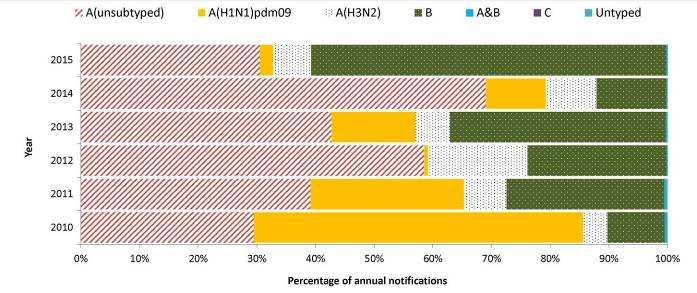 A(unsubtyped) A(H1N1)pdm09 A(H3N2) B A&B C Untyped
2015
2014
2013
2012
2011
2010
Year
0% 10% 20% 30% 40% 50% 60% 70% 80% 90% 100%
Percentage of annual notifications